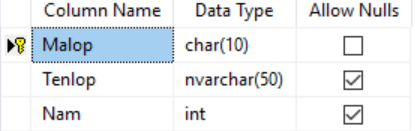 Column Name Data Type Allow Nulls
Malop char(10)
Tenlop nvarchar(50)
Nam int